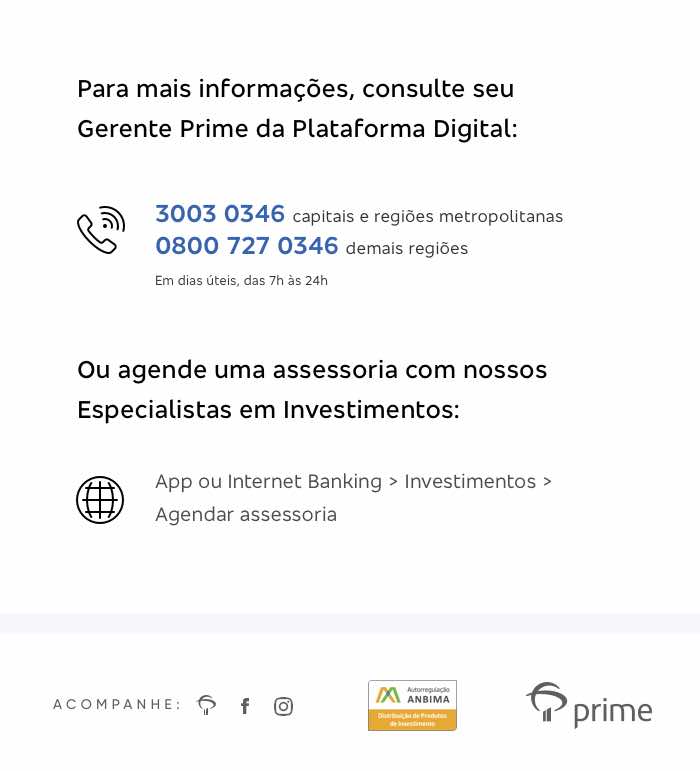 Para mais informações, consulte seu
Gerente Prime da Plataforma Digital:
3003 0346 capitais e regiões metropolitanas
0800 727 0346 demais regiões
Em dias úteis, das 7h às 24h
Ou agende uma assessoria com nossos
Especialistas em Investimentos:
App ou Internet Banking > Investimentos >
Agendar assessoria
ACOMPANHE:
Autorregulação
ANBIMA
Distribuição de Produtos
de Investimento
prime